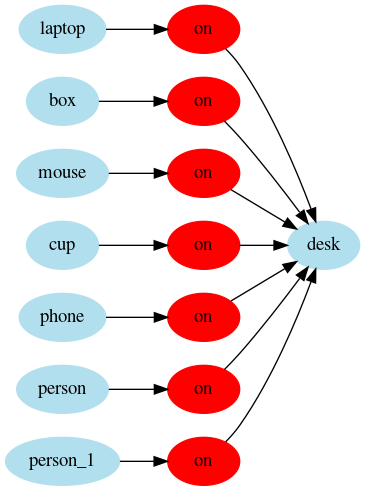 laptop on
box on
mouse on
cup on desk
phone on
person on
person_1 on